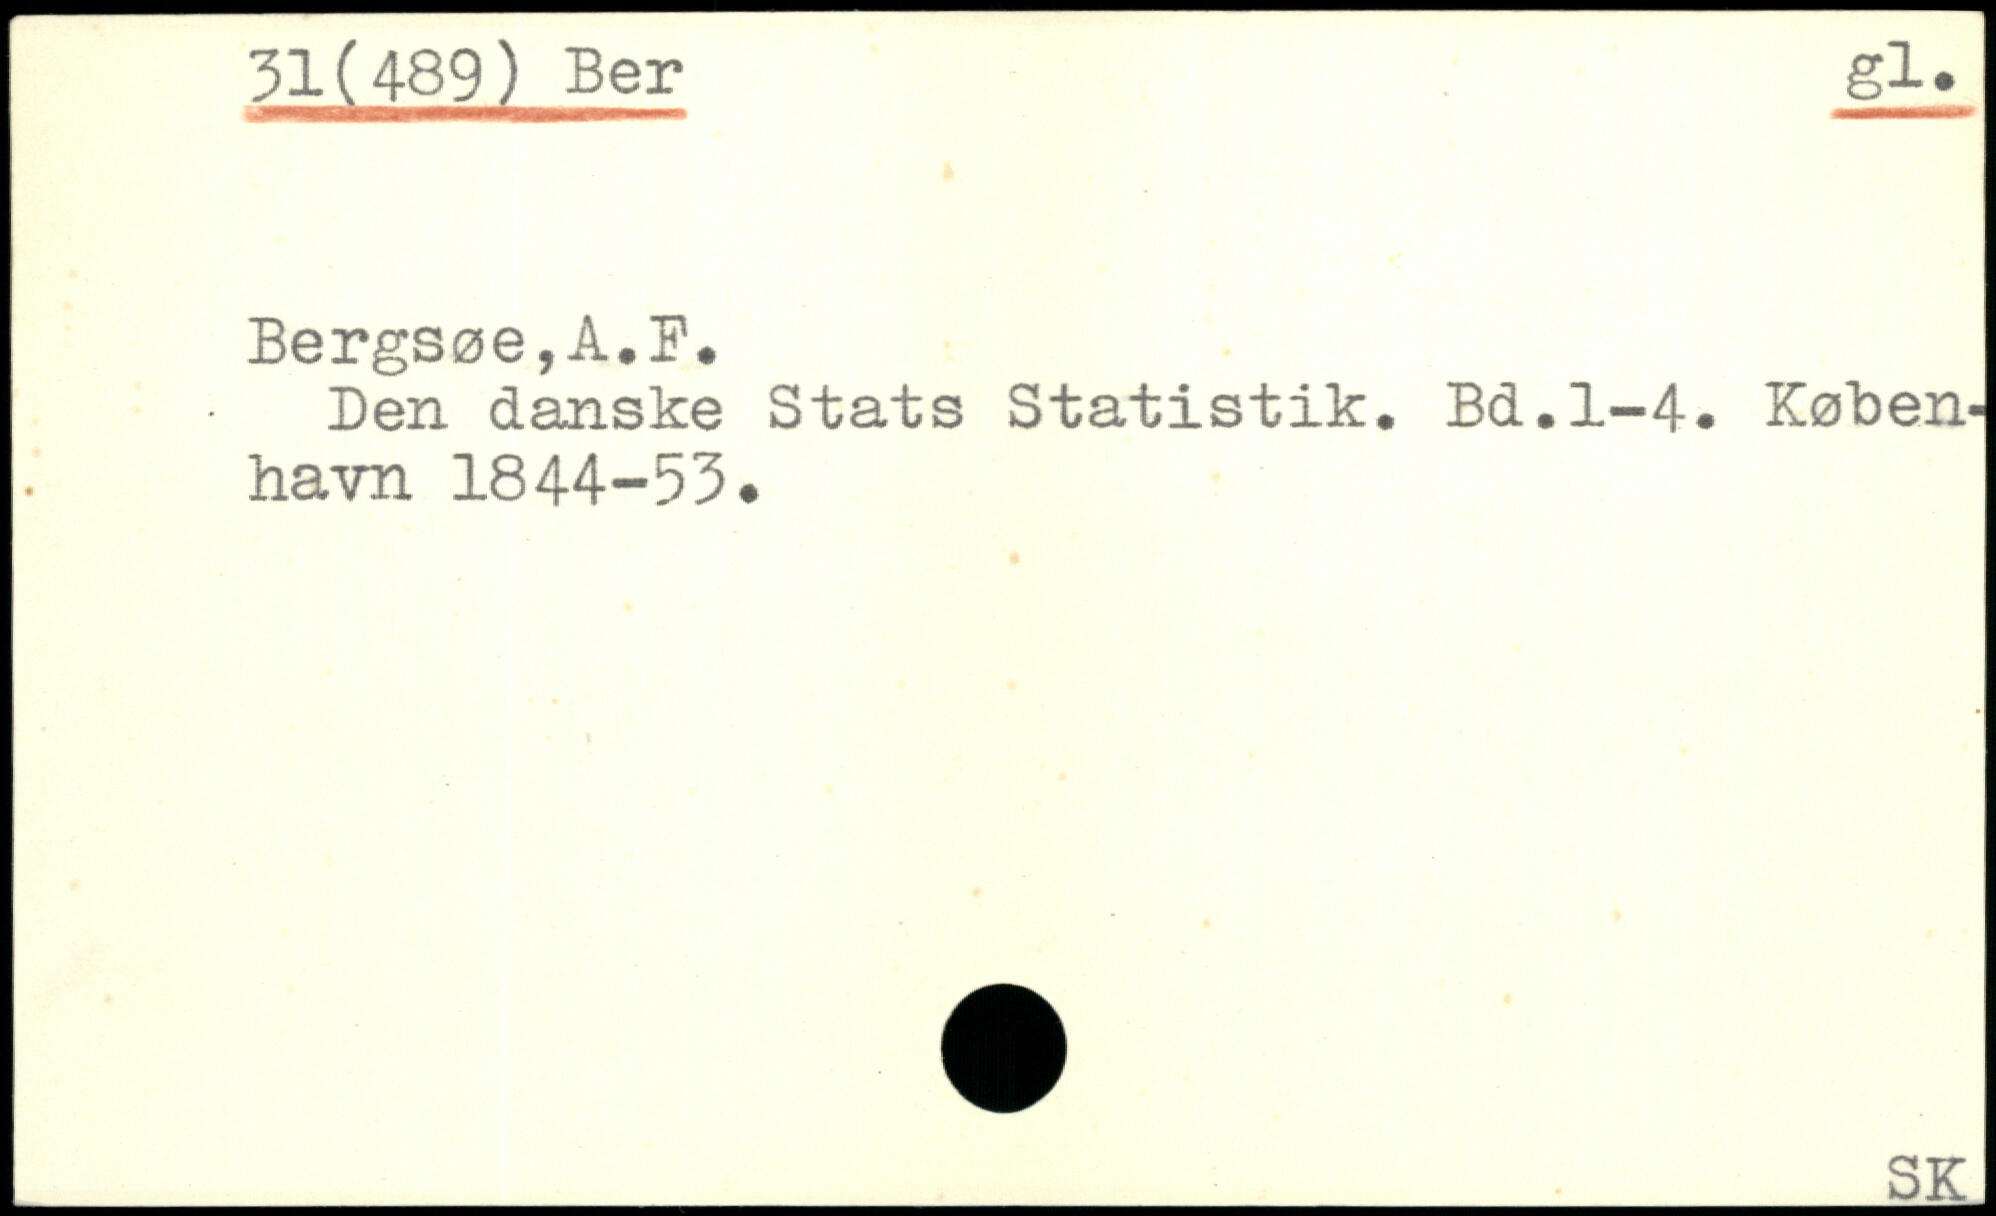 31(489) Ber gl.
Bergsøe,A.F.
Den danske Stats Statistik. Bd.1-4. Køben-
havn 1844-53.
SK